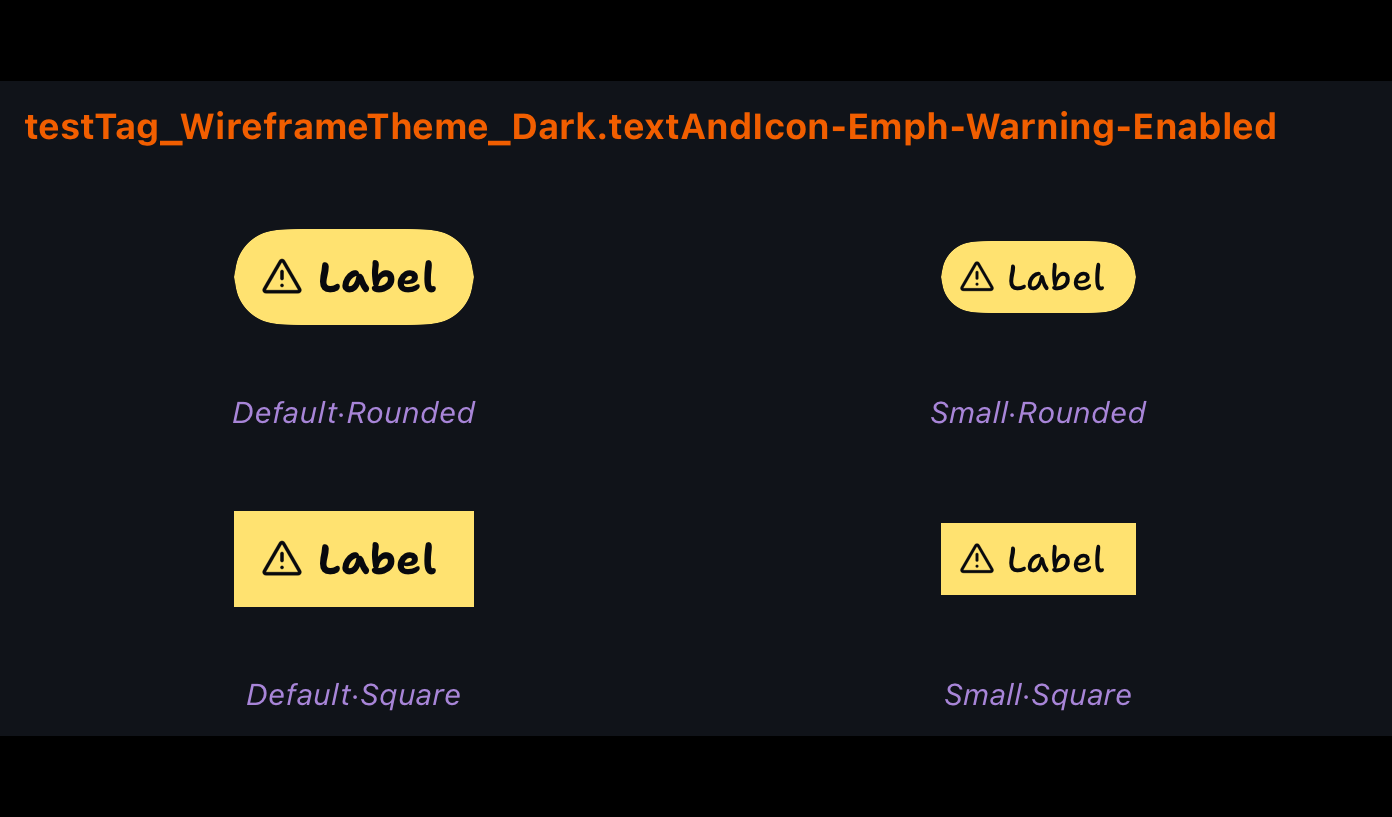 testTag_WireframeTheme_Dark.textAndIcon-Emph-Warning-Enabled
Label
Label
Default·Rounded
Small·Rounded
Label
Label
Default·Square
Small·Square